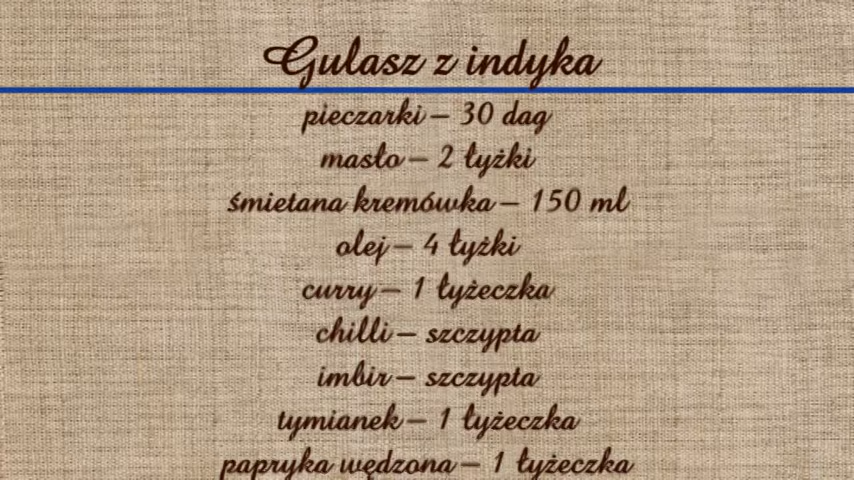 Gulasz z indyka
pieczarki – 30 dag
masło – 2 łyżki
śmietana kremówka – 150 ml
olej – 4 łyżki
curry – 1 łyżeczka
chilli – szczypta
imbir – szczypta
tymianek – 1 łyżeczka
papryka wędzona – 1 łyżeczka